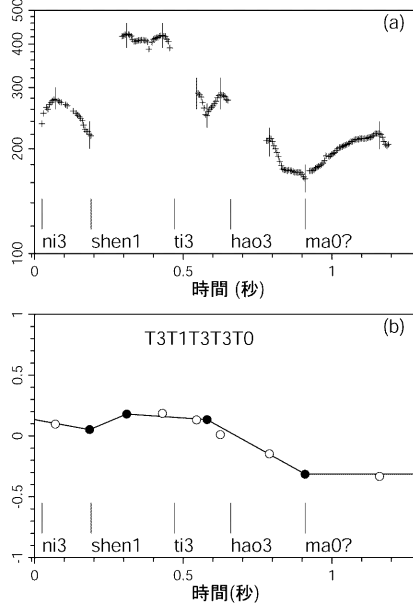 (a)
500
400
300
200
100
ni3 shen1 ti3 hao3 ma0?
0 0.5 1
時間 (秒)
(b)
T3T1T3T3T0
1
0.5
0
-0.5
-1
ni3 shen1 ti3 hao3 ma0?
0 0.5 1
時間(秒)